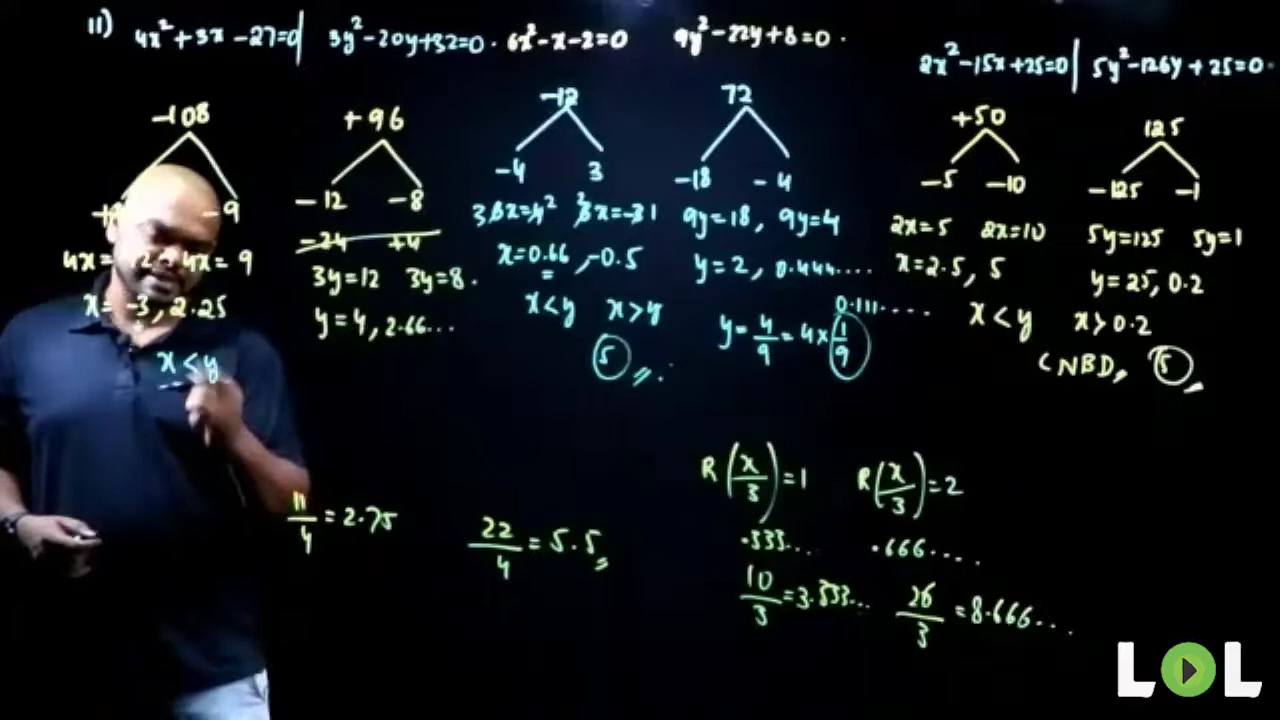 11) 4x²+3x-27=0 | 3y²-20y+32=0.
-108 +96
-9 -12 -8
-24 +4
4x= 4x=9 3y=12 3y=8.
x=-3, 2.25 y=4, 2.66...
x<y
6x²-x-2=0 9y²-22y+8=0.
-12 72
-4 3 -18 -4
9y=18, 9y=4
x=0.66, -0.5 y=2, 0.444....
x<y x>y y=4/9=4×1/9 0.111....
5
2x²-15x+25=0 | 5y²-126y+25=0.
+50 125
-5 -10 -125 -1
2x=5 2x=10 5y=125 5y=1
x=2.5, 5 y=25, 0.2
x<y x>0.2
CNBD, 5
11/4=2.75
22/4=5.5
R(x/3)=1 R(x/3)=2
.333... .666....
10/3=3.333... 26/3=8.666...
LOL